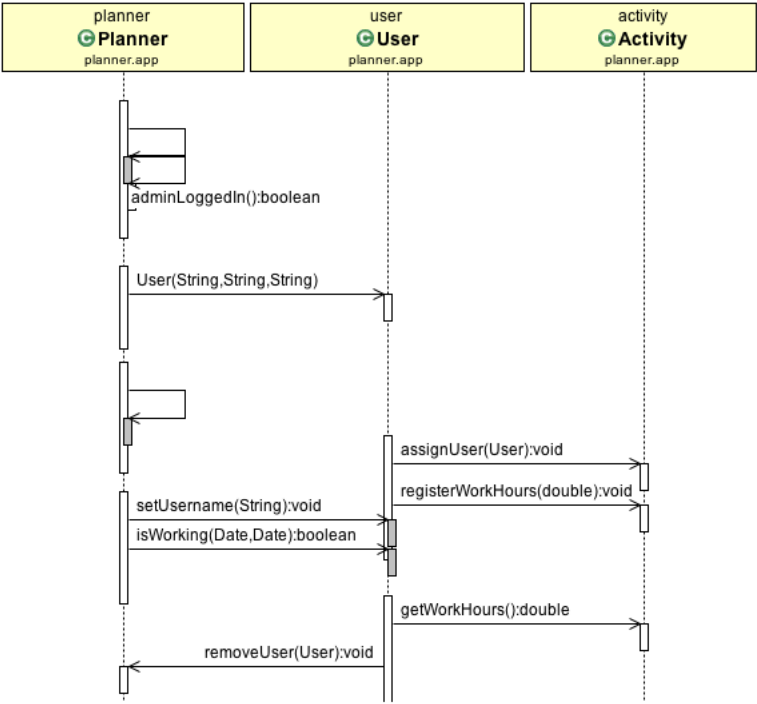 planner
C Planner
planner.app
user
C User
planner.app
activity
C Activity
planner.app
adminLoggedIn():boolean
User(String,String,String)
assignUser(User):void
registerWorkHours(double):void
setUsername(String):void
isWorking(Date,Date):boolean
getWorkHours():double
removeUser(User):void